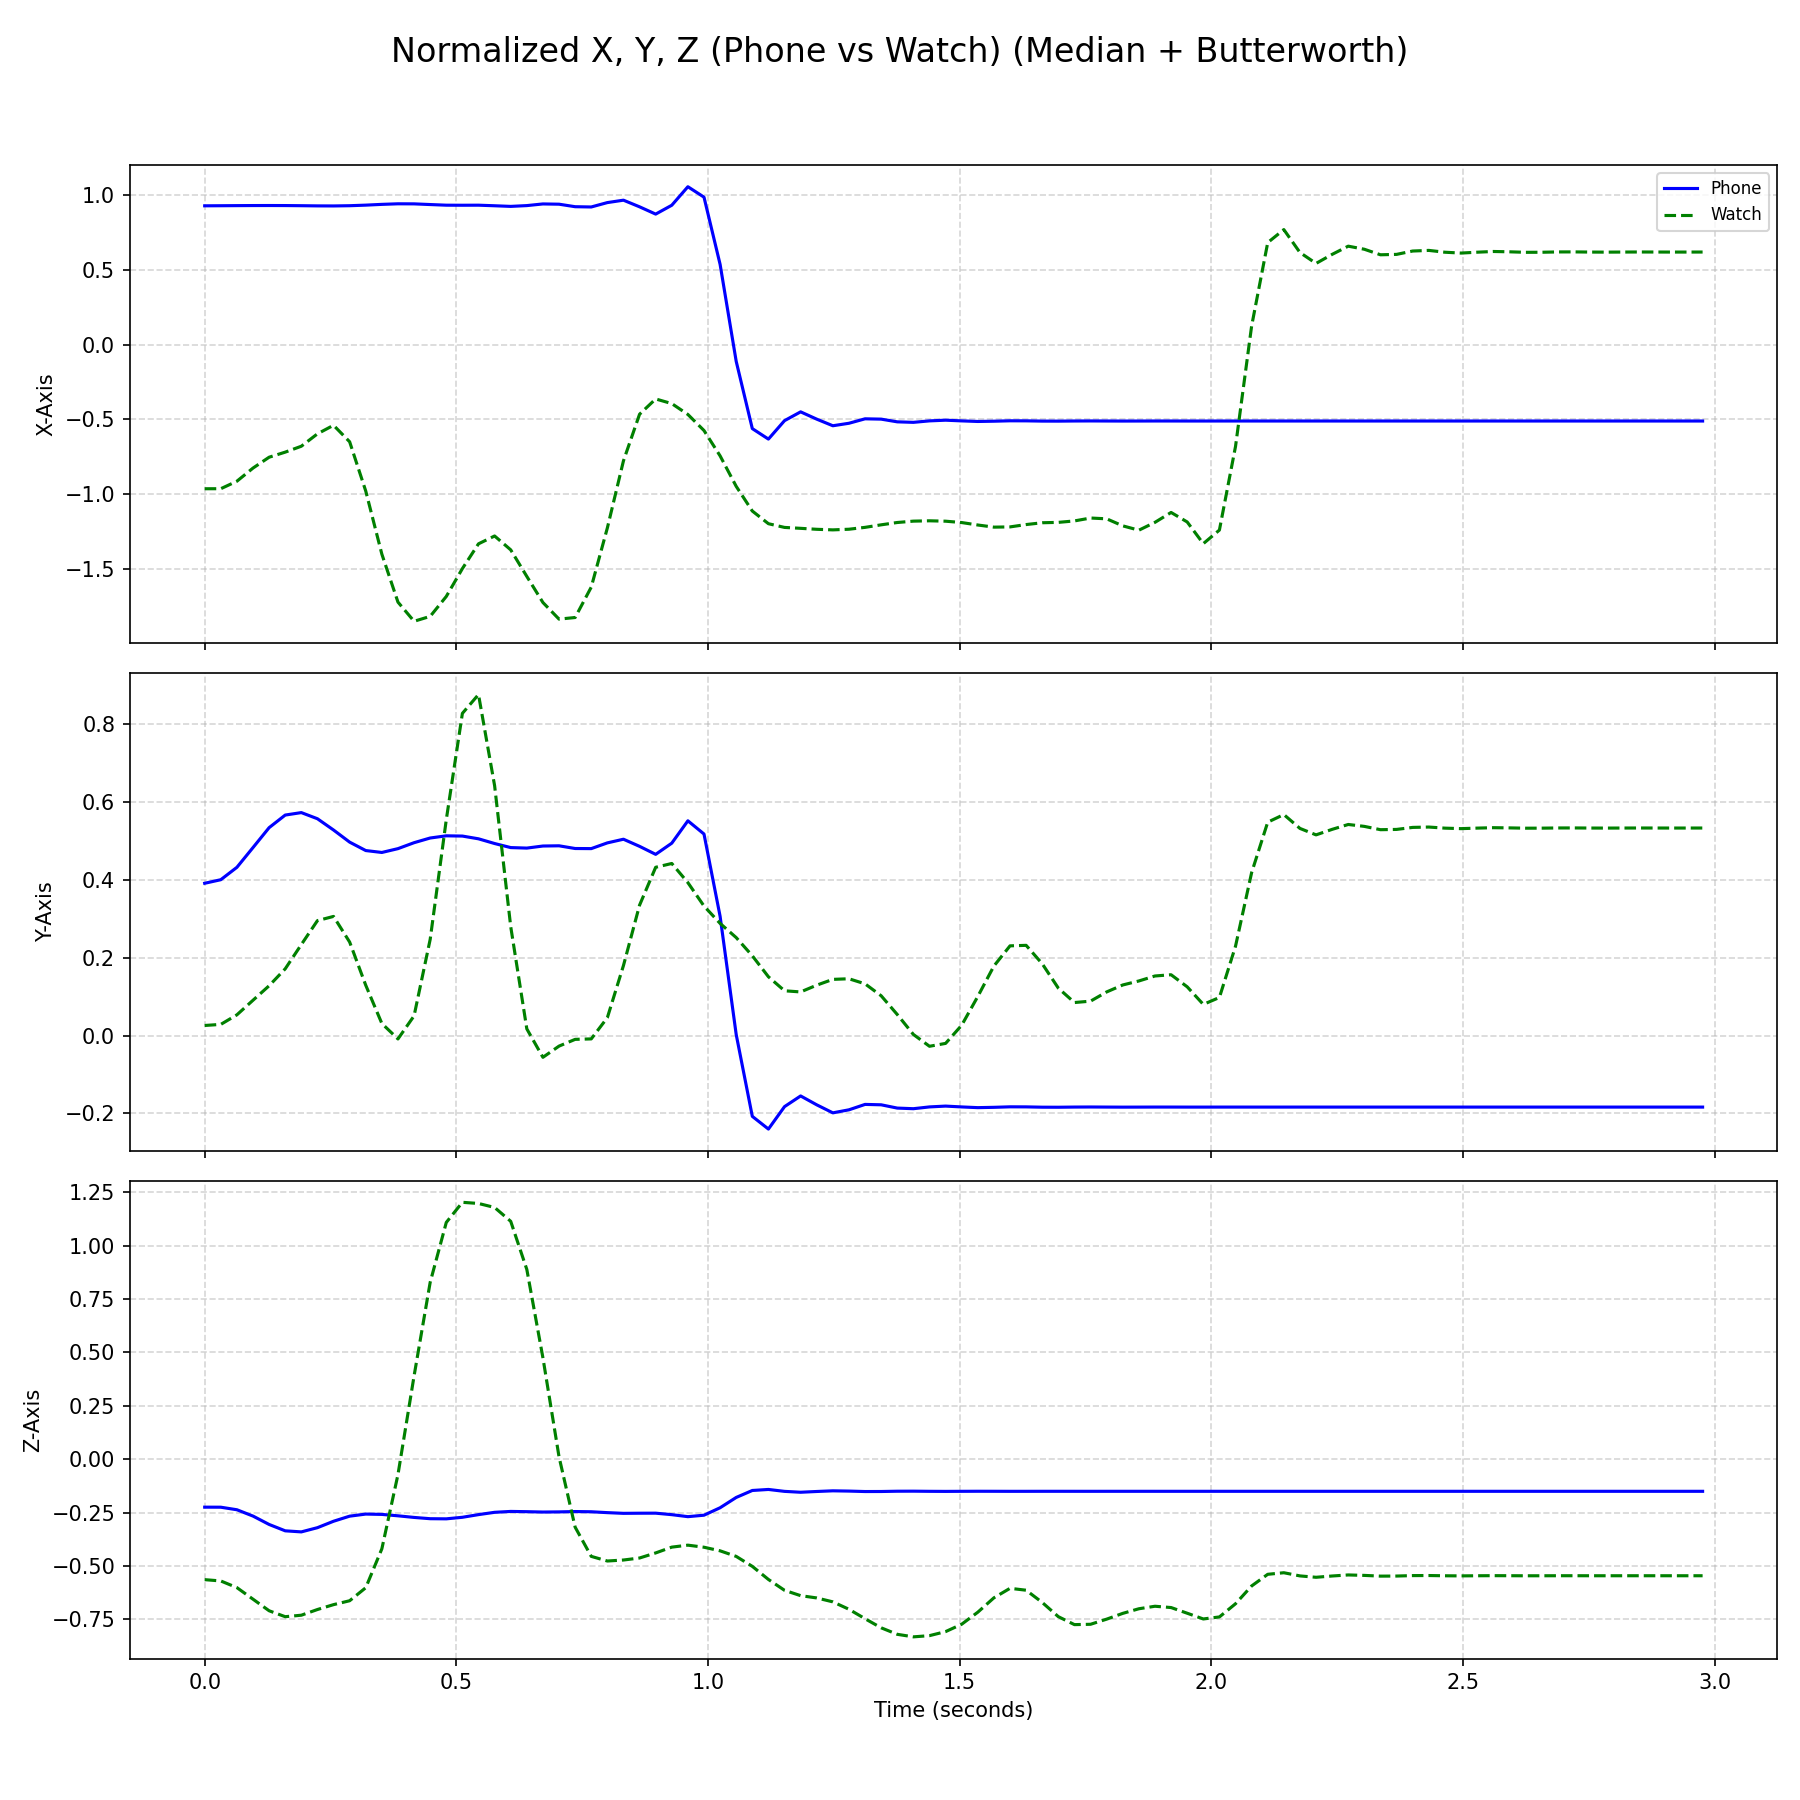 Normalized X, Y, Z (Phone vs Watch) (Median + Butterworth)
Phone
Watch
1.0
0.5
0.0
−0.5
−1.0
−1.5
X-Axis
0.8
0.6
0.4
0.2
0.0
−0.2
Y-Axis
1.25
1.00
0.75
0.50
0.25
0.00
−0.25
−0.50
−0.75
Z-Axis
0.0 0.5 1.0 1.5 2.0 2.5 3.0
Time (seconds)